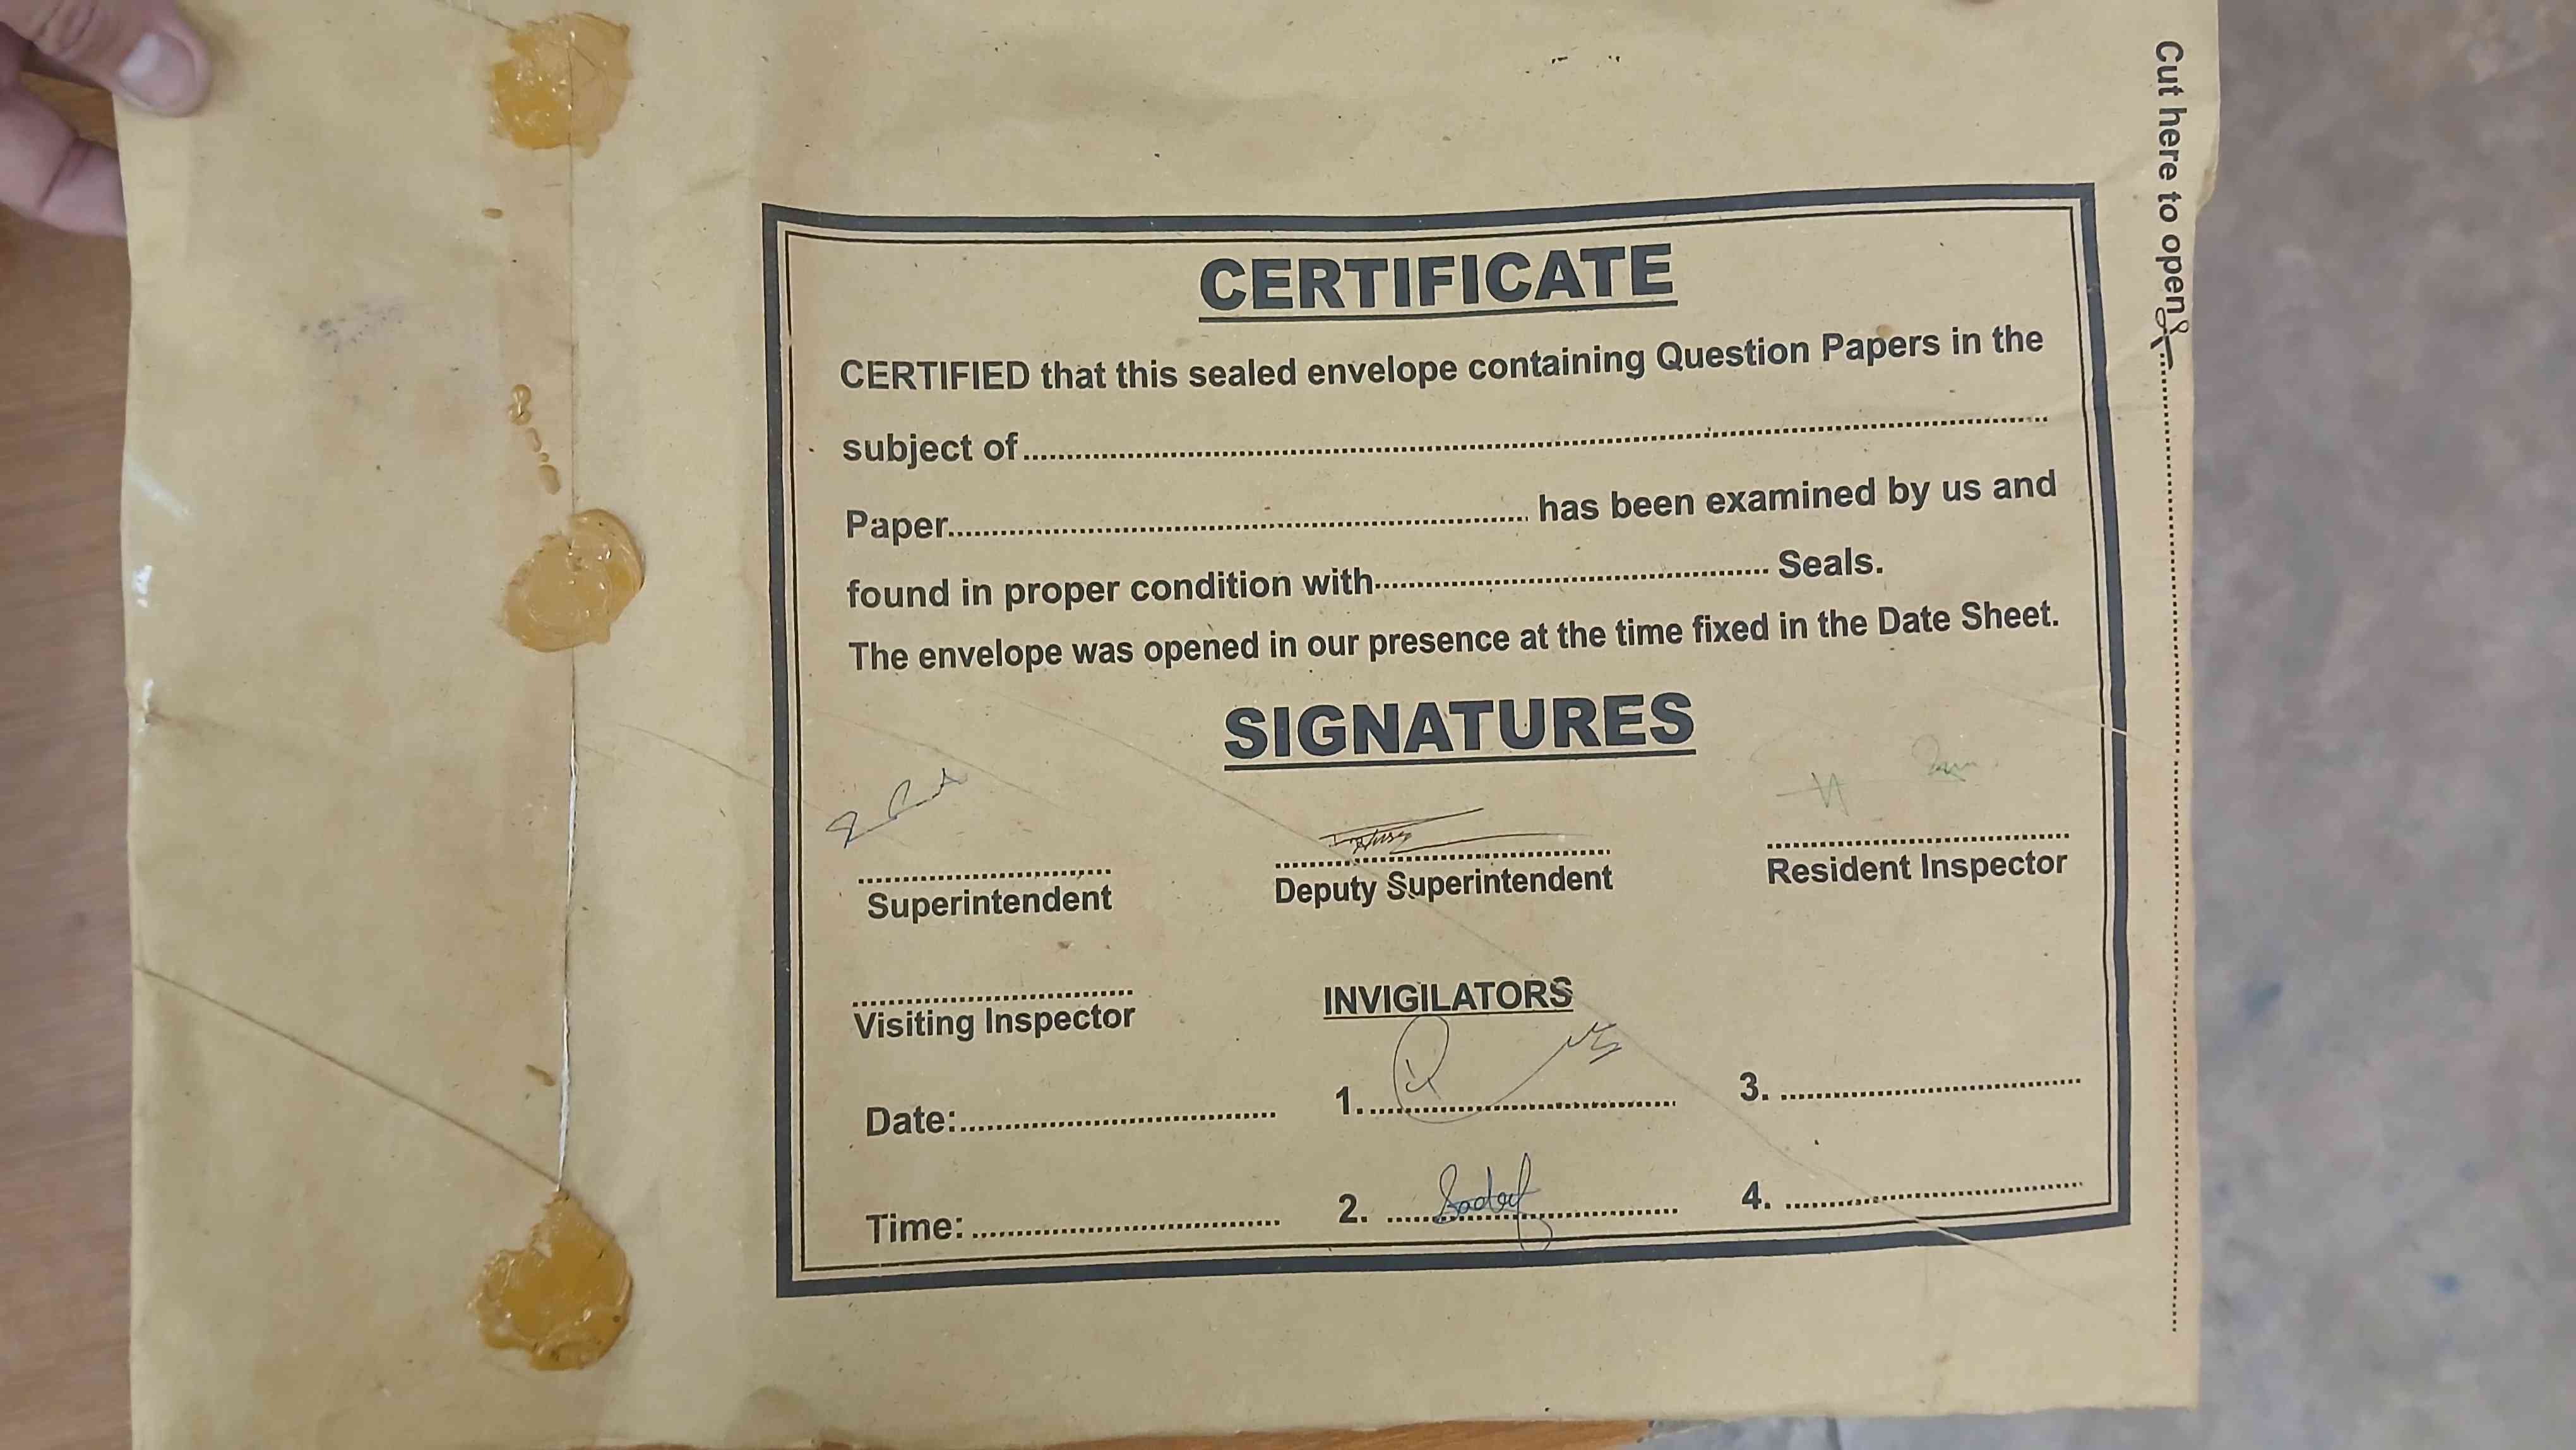 Cut here to open
CERTIFICATE
CERTIFIED that this sealed envelope containing Question Papers in the
subject of........................................
Paper........................................ has been examined by us and
found in proper condition with........................................ Seals.
The envelope was opened in our presence at the time fixed in the Date Sheet.
SIGNATURES
Superintendent
Deputy Superintendent
Resident Inspector
Visiting Inspector
INVIGILATORS
Date:........................................
1.........................................
3. ........................................
Time:........................................
2. ........................................
4. ........................................